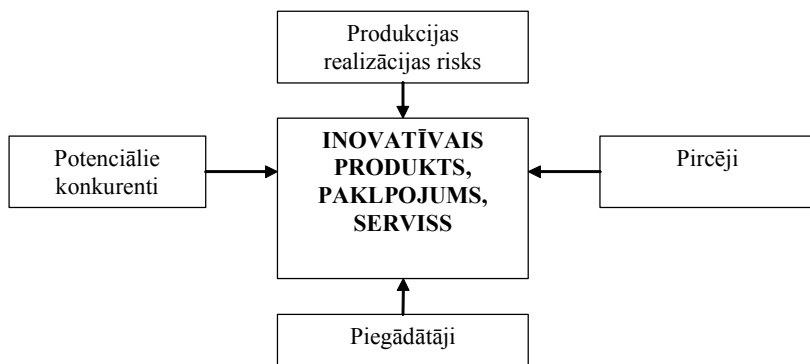 Produkcijas
realizācijas risks
Potenciālie
konkurenti
INOVATĪVAIS
PRODUKTS,
PAKLPOJUMS,
SERVISS
Pircēji
Piegādātāji